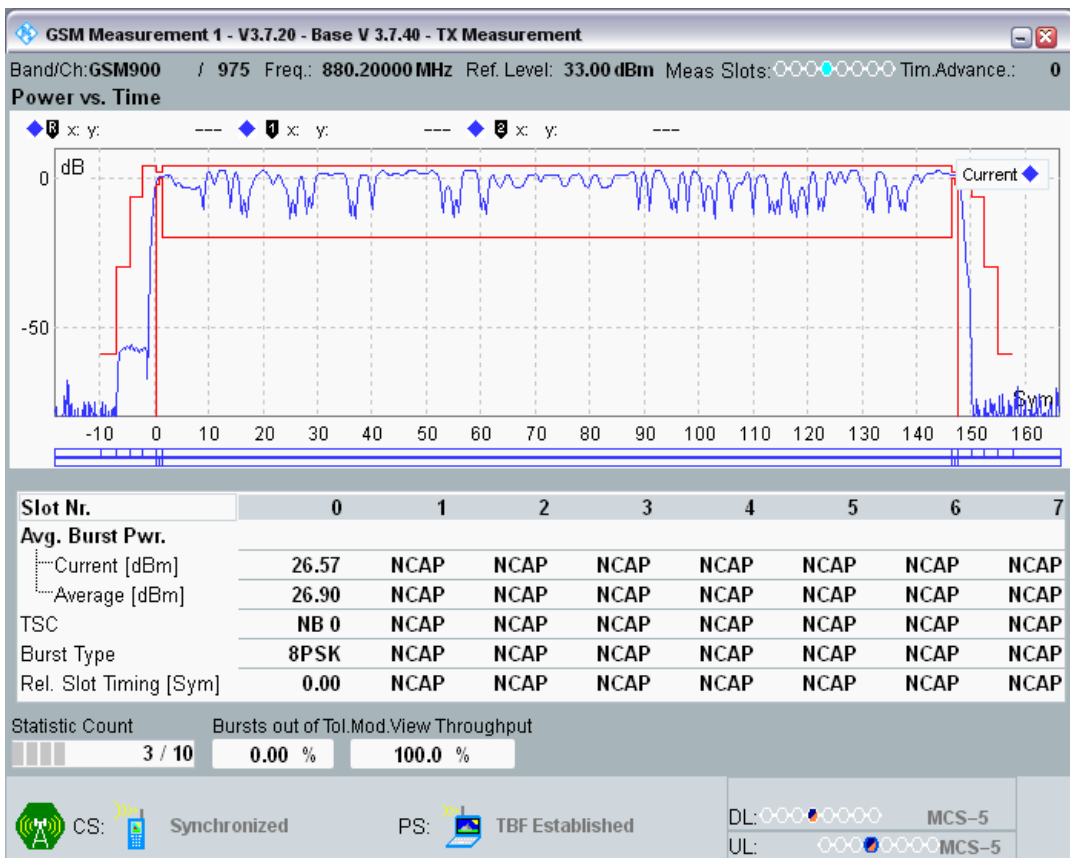 GSM Measurement 1 - V3.7.20 - Base V 3.7.40 - TX Measurement
Band/Ch:GSM900 / 975 Freq.: 880.20000 MHz Ref. Level: 33.00 dBm Meas Slots: Tim.Advance.: 0
Power vs. Time
R x: y: --- 1 x: y: --- 2 x: y: ---
dB
Current
0
-50
Sym
-10 0 10 20 30 40 50 60 70 80 90 100 110 120 130 140 150 160
Slot Nr. 0 1 2 3 4 5 6 7
Avg. Burst Pwr.
Current [dBm] 26.57 NCAP NCAP NCAP NCAP NCAP NCAP NCAP
Average [dBm] 26.90 NCAP NCAP NCAP NCAP NCAP NCAP NCAP
TSC NB 0 NCAP NCAP NCAP NCAP NCAP NCAP NCAP
Burst Type 8PSK NCAP NCAP NCAP NCAP NCAP NCAP NCAP
Rel. Slot Timing [Sym] 0.00 NCAP NCAP NCAP NCAP NCAP NCAP NCAP
Statistic Count Bursts out of Tol. Mod.View Throughput
3 / 10 0.00 % 100.0 %
CS: Synchronized PS: TBF Established
DL: MCS-5
UL: MCS-5